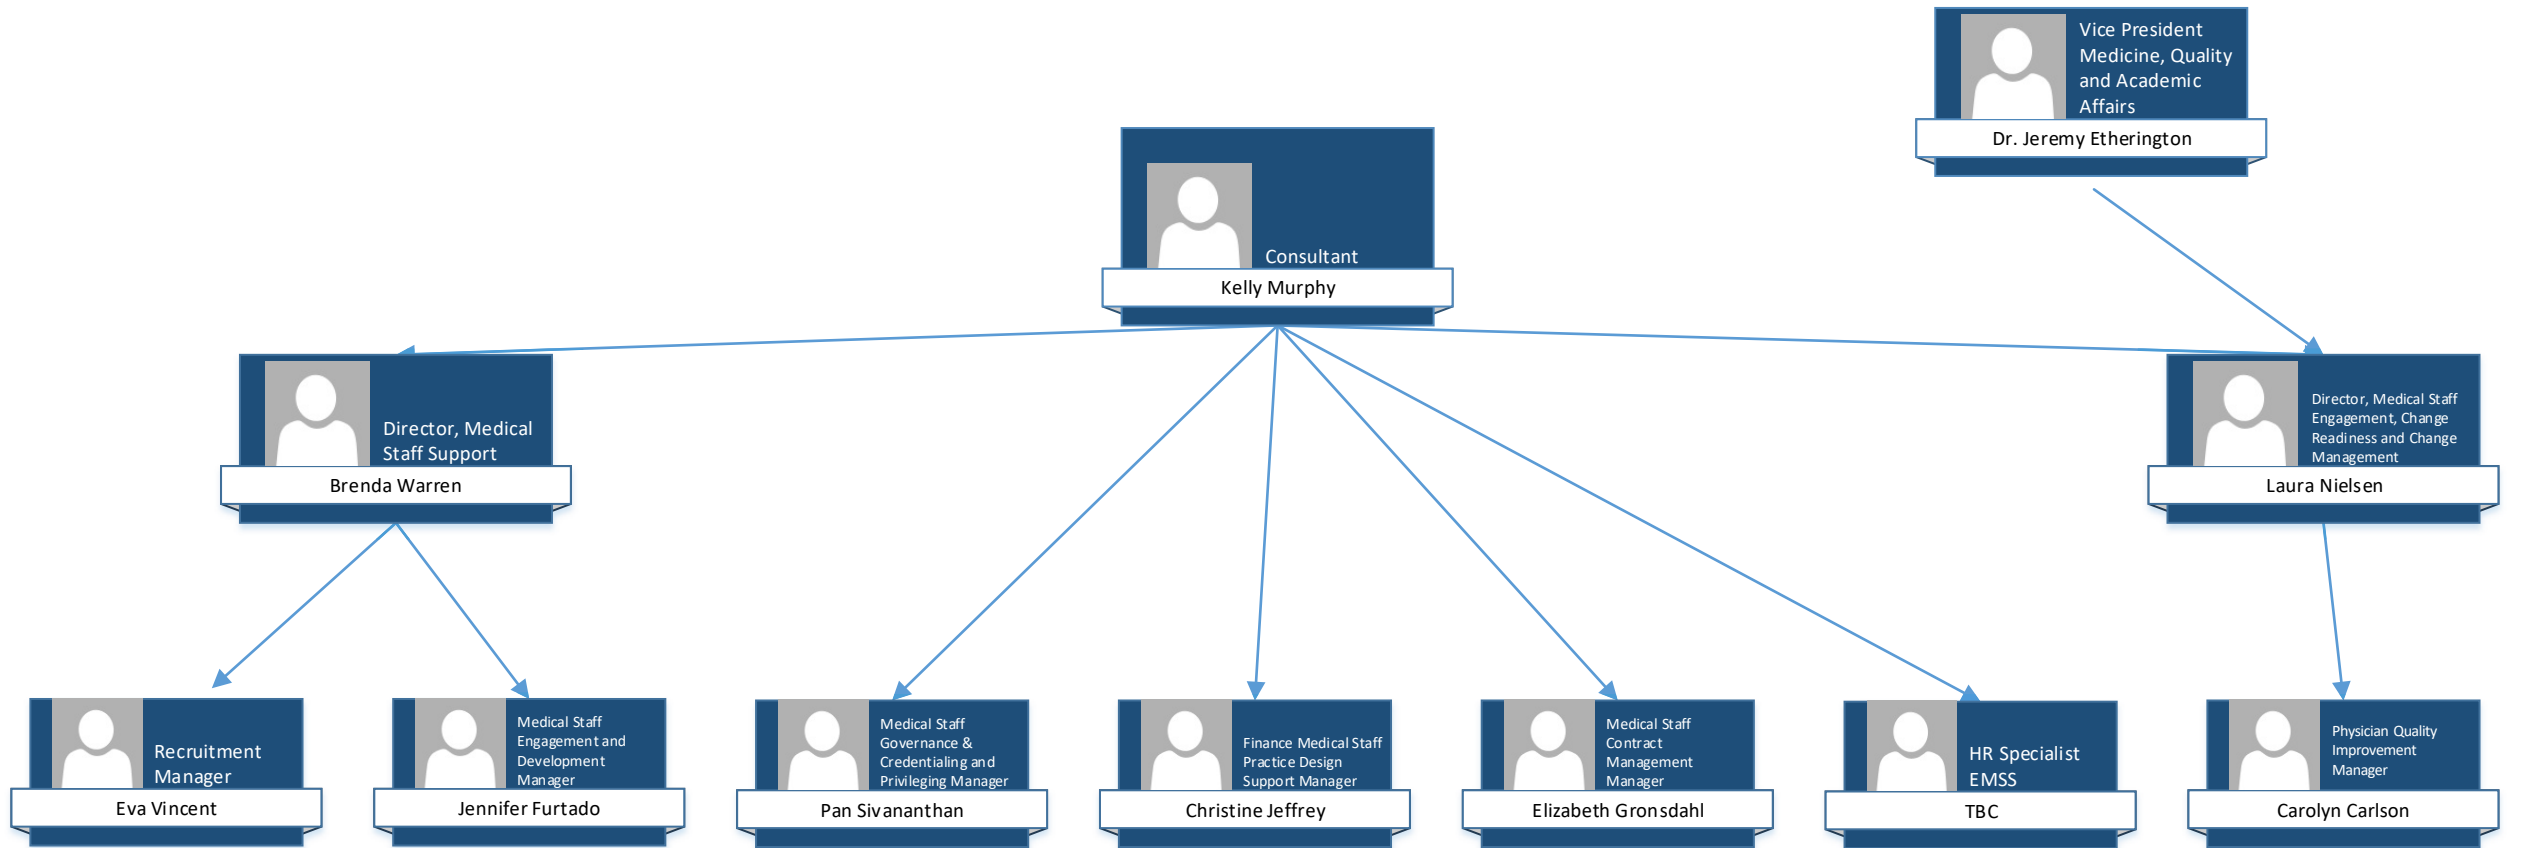 Vice President
Medicine, Quality
and Academic
Affairs
Dr. Jeremy Etherington
Consultant
Kelly Murphy
Director, Medical
Staff Support
Brenda Warren
Director, Medical Staff
Engagement, Change
Readiness and Change
Management
Laura Nielsen
Recruitment
Manager
Eva Vincent
Medical Staff
Engagement and
Development
Manager
Jennifer Furtado
Medical Staff
Governance &
Credentialing and
Privileging Manager
Pan Sivananthan
Finance Medical Staff
Practice Design
Support Manager
Christine Jeffrey
Medical Staff
Contract
Management
Manager
Elizabeth Gronsdahl
HR Specialist
EMSS
TBC
Physician Quality
Improvement
Manager
Carolyn Carlson